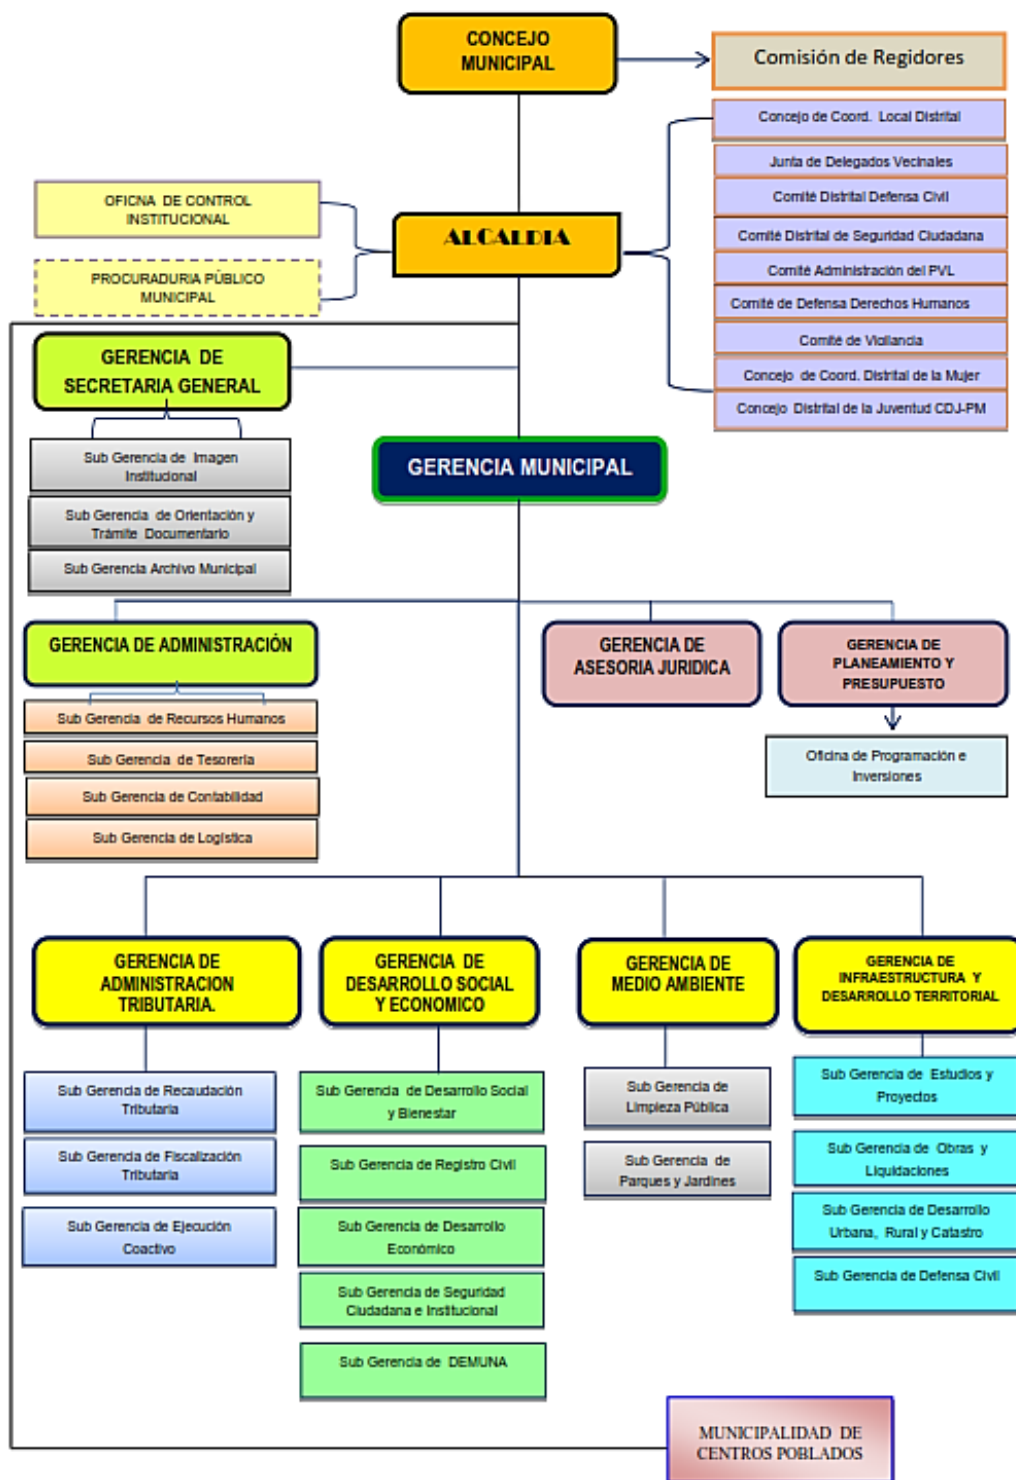 CONCEJO
MUNICIPAL
Comisión de Regidores
Concejo de Coord. Local Distrital
Junta de Delegados Vecinales
Comité Distrital Defensa Civil
Comité Distrital de Seguridad Ciudadana
Comité Administración del PVL
Comité de Defensa Derechos Humanos
Comité de Vigilancia
Concejo de Coord. Distrital de la Mujer
Concejo Distrital de la Juventud CDJ-PM
OFICNA DE CONTROL
INSTITUCIONAL
ALCALDIA
PROCURADURIA PÚBLICO
MUNICIPAL
GERENCIA DE
SECRETARIA GENERAL
Sub Gerencia de Imagen
Institucional
Sub Gerencia de Orientación y
Trámite Documentario
Sub Gerencia Archivo Municipal
GERENCIA MUNICIPAL
GERENCIA DE ADMINISTRACIÓN
Sub Gerencia de Recursos Humanos
Sub Gerencia de Tesorería
Sub Gerencia de Contabilidad
Sub Gerencia de Logística
GERENCIA DE
ASESORIA JURIDICA
GERENCIA DE
PLANEAMIENTO Y
PRESUPUESTO
Oficina de Programación e
Inversiones
GERENCIA DE
ADMINISTRACION
TRIBUTARIA.
Sub Gerencia de Recaudación
Tributaria
Sub Gerencia de Fiscalización
Tributaria
Sub Gerencia de Ejecución
Coactivo
GERENCIA DE
DESARROLLO SOCIAL
Y ECONOMICO
Sub Gerencia de Desarrollo Social
y Bienestar
Sub Gerencia de Registro Civil
Sub Gerencia de Desarrollo
Económico
Sub Gerencia de Seguridad
Ciudadana e Institucional
Sub Gerencia de DEMUNA
GERENCIA DE
MEDIO AMBIENTE
Sub Gerencia de
Limpieza Pública
Sub Gerencia de
Parques y Jardines
GERENCIA DE
INFRAESTRUCTURA Y
DESARROLLO TERRITORIAL
Sub Gerencia de Estudios y
Proyectos
Sub Gerencia de Obras y
Liquidaciones
Sub Gerencia de Desarrollo
Urbana, Rural y Catastro
Sub Gerencia de Defensa Civil
MUNICIPALIDAD DE
CENTROS POBLADOS